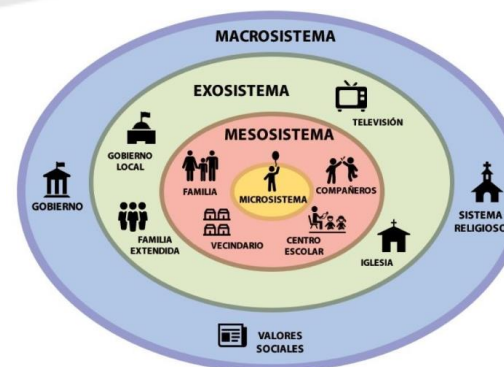 MACROSISTEMA
EXOSISTEMA
TELEVISIÓN
GOBIERNO
LOCAL
MESOSISTEMA
FAMILIA
COMPAÑEROS
MICROSISTEMA
GOBIERNO
SISTEMA
RELIGIOSO
FAMILIA
EXTENDIDA
VECINDARIO
CENTRO
ESCOLAR
IGLESIA
VALORES
SOCIALES